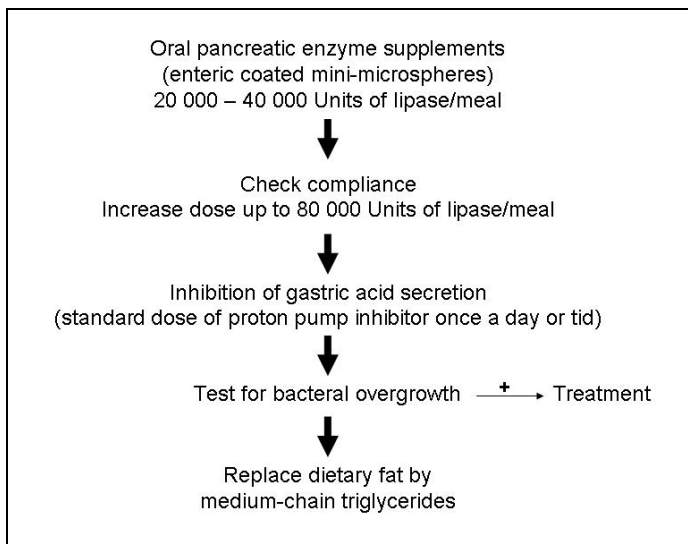 Oral pancreatic enzyme supplements
(enteric coated mini-microspheres)
20 000 – 40 000 Units of lipase/meal
Check compliance
Increase dose up to 80 000 Units of lipase/meal
Inhibition of gastric acid secretion
(standard dose of proton pump inhibitor once a day or tid)
Test for bacteral overgrowth + Treatment
Replace dietary fat by
medium-chain triglycerides